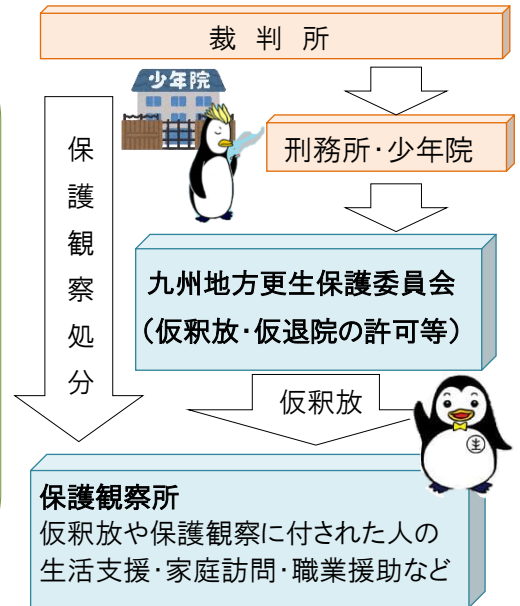 裁判所
少年院
刑務所・少年院
保護観察処分
九州地方更生保護委員会
（仮釈放・仮退院の許可等）
仮釈放
生
保護観察所
仮釈放や保護観察に付された人の
生活支援・家庭訪問・職業援助など